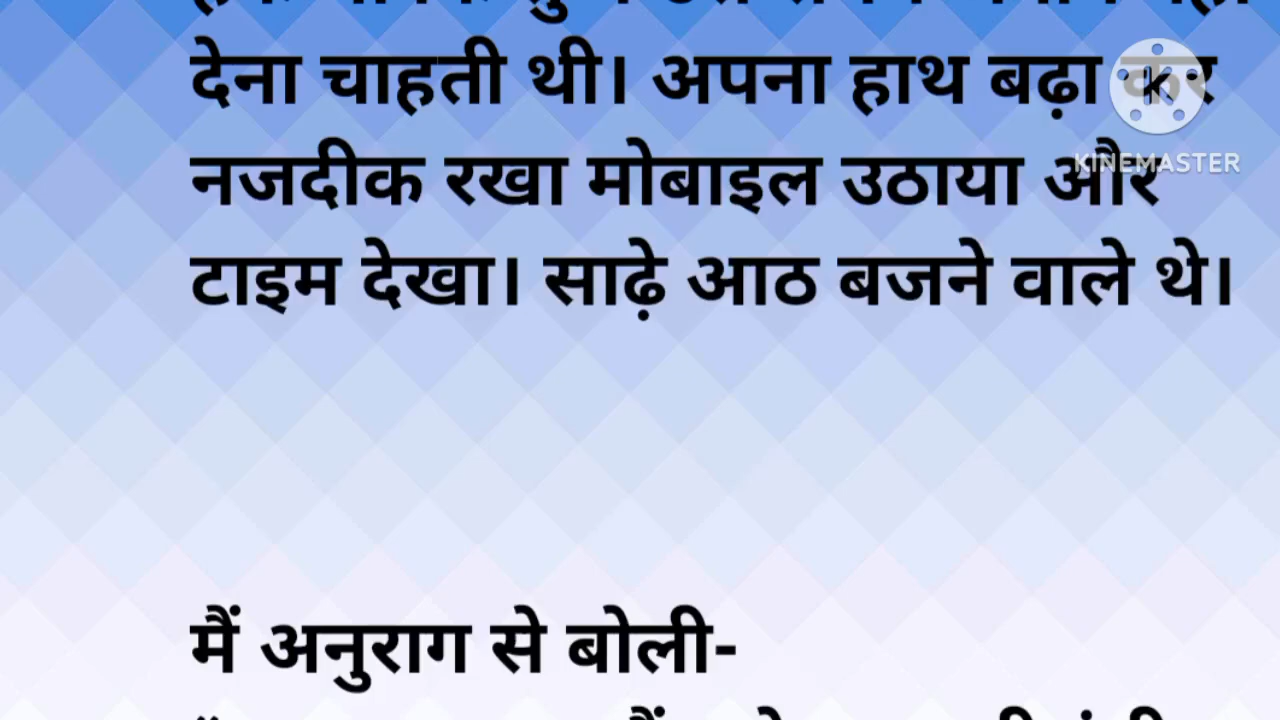 देना चाहती थी। अपना हाथ बढ़ा कर
नजदीक रखा मोबाइल उठाया और
KINEMASTER
टाइम देखा। साढ़े आठ बजने वाले थे।
मैं अनुराग से बोली-